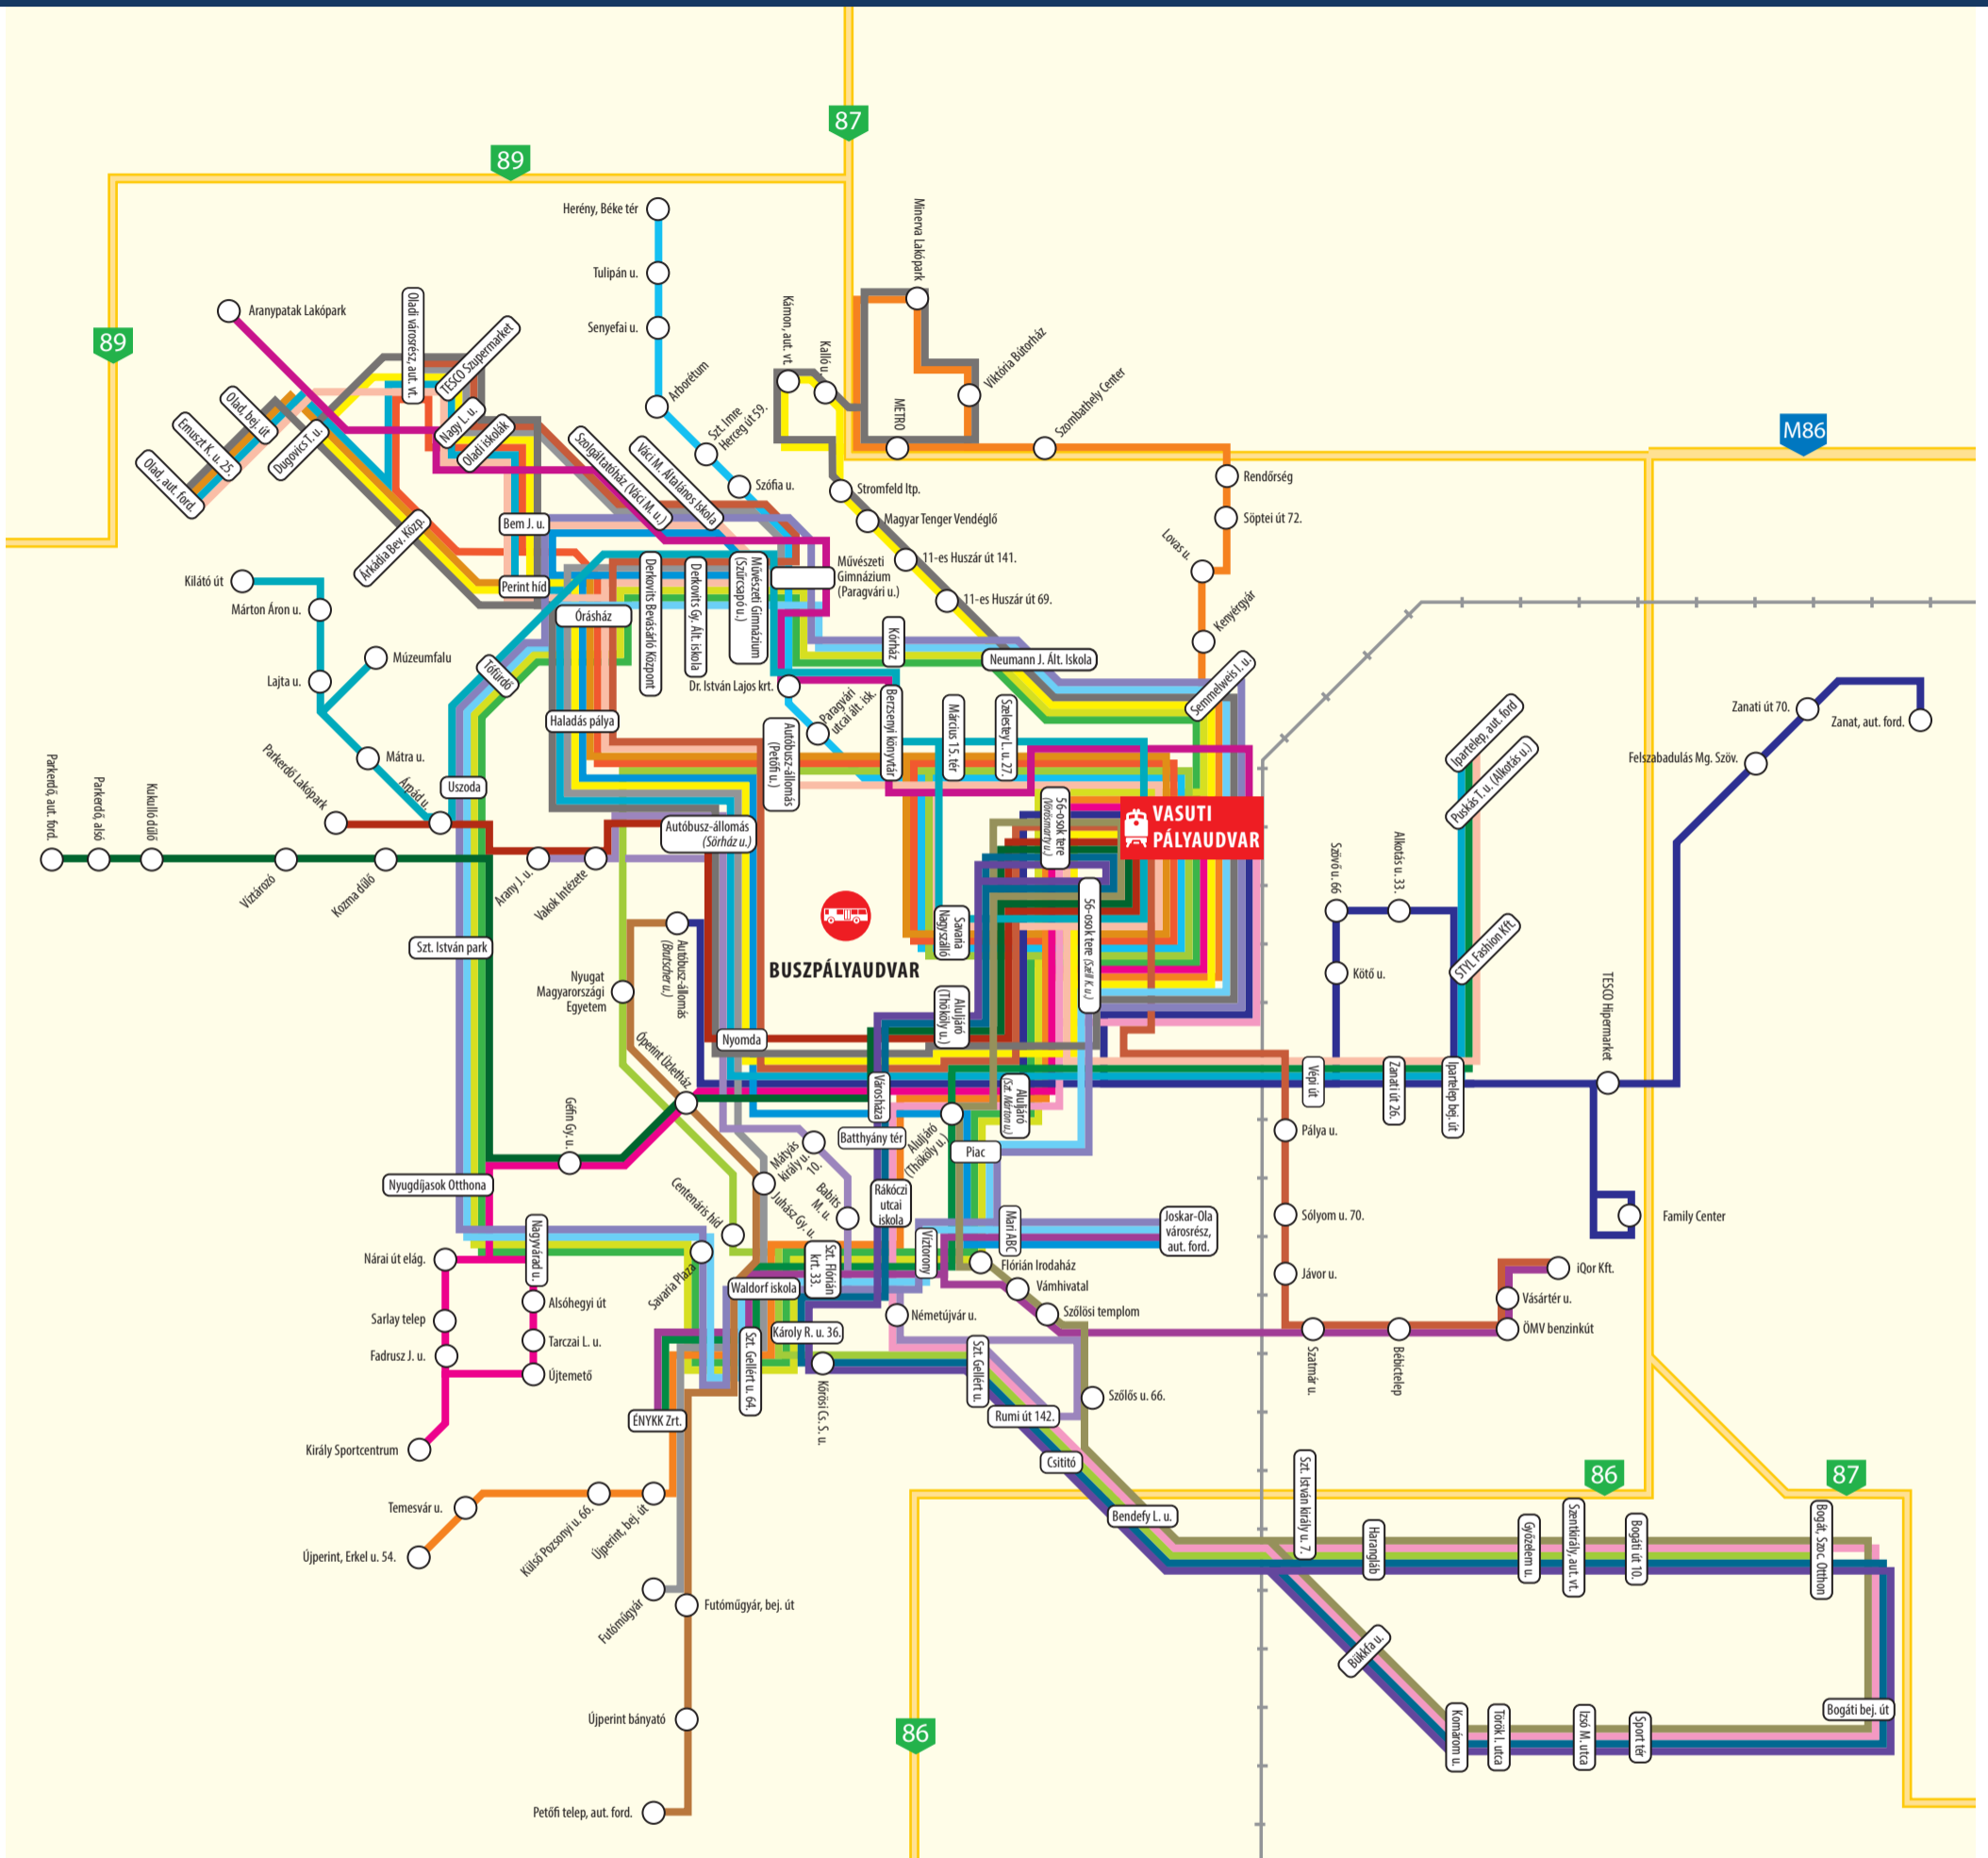 87
89
89
M86
Herény, Béke tér
Tulipán u.
Senyefai u.
Arborétum
Szt. Imre
Herceg út 59.
Szófia u.
Minerva Lakópark
Kámon, aut. vt.
Kalló u
METRO
Viktória Bútorház
Szombathely Center
Stromfeld ltp.
Magyar Tenger Vendéglő
11-es Huszár út 141.
11-es Huszár út 69.
Rendőrség
Söptei út 72.
Lovas u.
Kenyérgyár
Semmelweis I. u.
Aranypatak Lakópark
Oladi városrész, aut. vt.
TESCO Szupermarket
Nagy L. u.
Oladi iskolák
Olad, bej. út
Ernuszt K. u. 25.
Olad, aut. ford.
Dugovics T. u.
Árkádia Bev. Közp.
Bem J. u.
Perint híd
Szolgáltatóház (Váci M. u.)
Váci M. Általános Iskola
Derkovits Bevásárló Központ
Derkovits Gy. Ált. iskola
Művészeti Gimnázium
(Szűrcsapó u.)
Művészeti
Gimnázium
(Paragvári u.)
Órásház
Kórház
Neumann J. Ált. Iskola
Dr. István Lajos krt.
Paragvári
utcai ált. isk.
Kilátó út
Márton Áron u.
Múzeumfalu
Lajta u.
Mátra u.
Árpád u.
Tófürdő
Haladás pálya
Uszoda
Autóbusz-állomás
(Petőfi u.)
Berzsenyi könyvtár
Március 15. tér
Szelestey L. u. 27.
56-osok tere
(Vörösmarty u.)
VASUTI
PÁLYAUDVAR
Parkerdő, aut. ford.
Parkerdő, alsó
Kukulló dűlő
Víztározó
Kozma dűlő
Parkerdő Lakópark
Arany J. u.
Vakok Intézete
Autóbusz-állomás
(Sörház u.)
BUSZPÁLYAUDVAR
Savaria
Nagyszálló
56-osok tere (Széll K. u.)
Aluljáró
(Thököly u.)
Szt. István park
Nyugat
Magyarországi
Egyetem
Autóbusz-állomás
(Brutscher u.)
Nyomda
Óperint Üzletház
Városháza
Aluljáró
(Szt. Márton u.)
Aluljáró
(Thököly u.)
Batthyány tér
Piac
Géfin Gy. u.
Nyugdíjasok Otthona
Mátyás
király u.
10.
Babits
M. u.
Juhász Gy. u.
Centenáris híd
Rákóczi
utcai
iskola
Mari ABC
Víztorony
Joskar-Ola
városrész,
aut. ford.
Nárai út elág.
Nagyvárad u.
Savaria Plaza
Szt. Flórián
krt. 33.
Waldorf iskola
Flórián Irodaház
Vámhivatal
Szőlősi templom
Németújvár u.
Alsóhegyi út
Sarlay telep
Tarczai L. u.
Fadrusz J. u.
Újtemető
Király Sportcentrum
Szt. Gellért u. 64.
Károly R. u. 36.
Kőrösi Cs. S. u.
Szt. Gellért u.
Rumi út 142.
Szőlős u. 66.
Csititó
Bendefy L. u.
ÉNYKK Zrt.
Temesvár u.
Újperint, Erkel u. 54.
Külső Pozsonyi u. 66.
Újperint, bej. út
Futóműgyár
Futóműgyár, bej. út
Újperint bányató
Petőfi telep, aut. ford.
Szövő u. 66
Alkotás u. 33.
Kötő u.
Ipartelep, aut. ford
Puskás T. u, (Alkotás u.)
STYL Fashion Kft
Vépi út
Zanati út 26.
Ipartelep bej. út
TESCO Hipermarket
Family Center
Felszabadulás Mg. Szöv.
Zanati út 70.
Zanat, aut. ford.
Pálya u.
Sólyom u. 70.
Jávor u.
Szatmár u.
Bébictelep
ÖMV benzinkút
Vásártér u.
iQor Kft.
86
87
86
Szt. István király u. 7.
Harangláb
Győzelem u.
Szentkirály, aut. vt.
Bogáti út 10.
Bogát, Szoc. Otthon
Bükkfa u.
Komárom u.
Török I. utca
Izsó M. utca
Sport tér
Bogáti bej. út